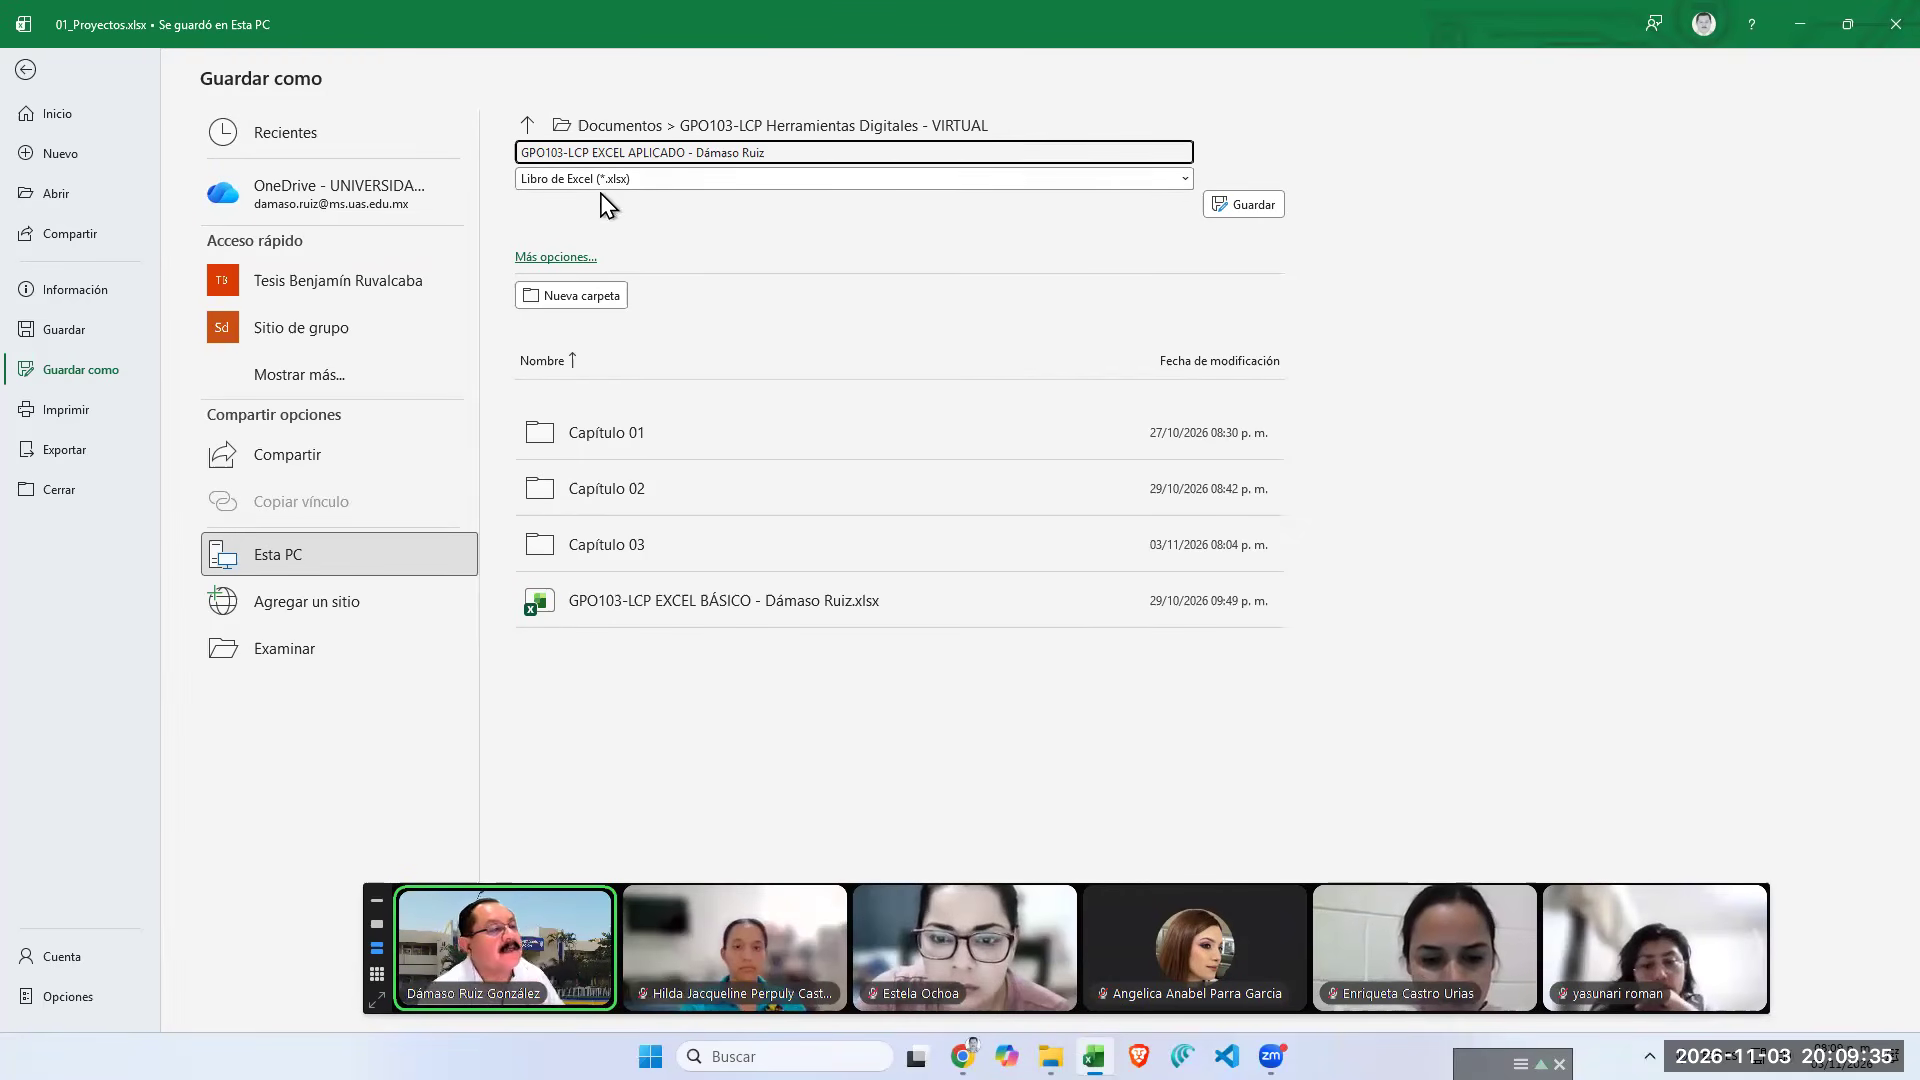 01_Proyectos.xlsx • Se guardó en Esta PC
?
Inicio
Nuevo
Abrir
Compartir
Información
Guardar
Guardar como
Imprimir
Exportar
Cerrar
Cuenta
Opciones
Guardar como
Recientes
OneDrive - UNIVERSIDA...
damaso.ruiz@ms.uas.edu.mx
Acceso rápido
TB
Tesis Benjamín Ruvalcaba
Sd
Sitio de grupo
Mostrar más...
Compartir opciones
Compartir
Copiar vínculo
Esta PC
Agregar un sitio
Examinar
Documentos > GPO103-LCP Herramientas Digitales - VIRTUAL
GPO103-LCP EXCEL APLICADO - Dámaso Ruiz
Libro de Excel (*.xlsx)
Guardar
Más opciones...
Nueva carpeta
Nombre Fecha de modificación
Capítulo 01 27/10/2026 08:30 p. m.
Capítulo 02 29/10/2026 08:42 p. m.
Capítulo 03 03/11/2026 08:04 p. m.
GPO103-LCP EXCEL BÁSICO - Dámaso Ruiz.xlsx 29/10/2026 09:49 p. m.
Dámaso Ruiz González
Hilda Jacqueline Perpuly Cast...
Estela Ochoa
Angelica Anabel Parra Garcia
Enriqueta Castro Urias
yasunari roman
Buscar
zm
2026-11-03 20:09:35